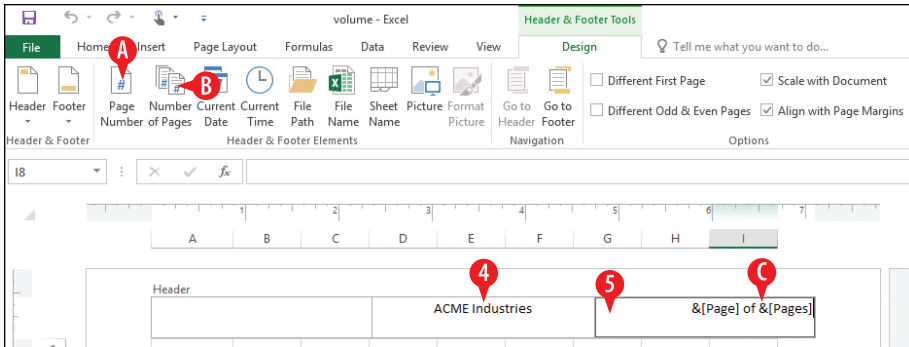 volume - Excel
Header & Footer Tools
File Home Insert Page Layout Formulas Data Review View Design Tell me what you want to do...
A
B
Header Footer Page Number Number of Pages Current Date Current Time File Path File Name Sheet Name Picture Format Picture Go to Header Go to Footer
Different First Page Scale with Document
Different Odd & Even Pages Align with Page Margins
Header & Footer Header & Footer Elements Navigation Options
I8 fx
1 2 3 4 5 6 7
A B C D E F G H I
4 5 C
Header
ACME Industries &[Page] of &[Pages]